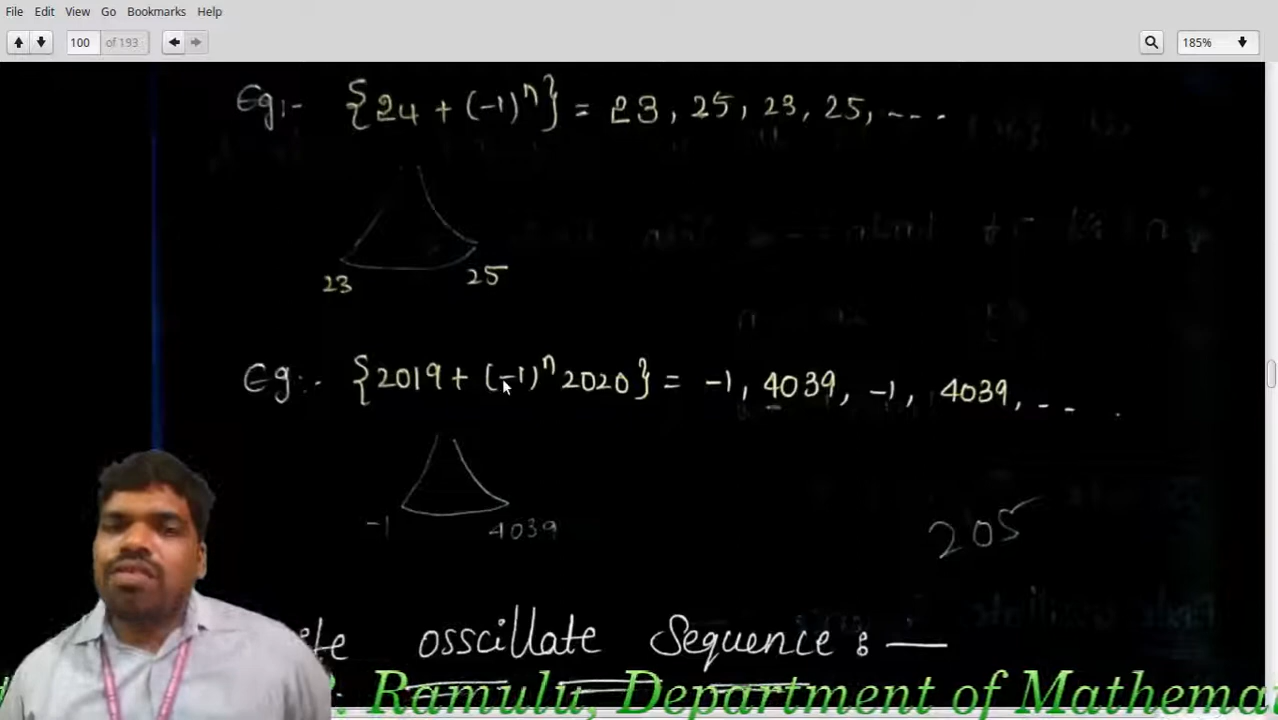 File Edit View Go Bookmarks Help
100 of 193 185%
Eg:- {24 + (-1)ⁿ} = 23, 25, 23, 25, ---
23 25
Eg:- {2019 + (-1)ⁿ 2020} = -1, 4039, -1, 4039, -- .
-1 4039
205
osscillate Sequence : —
. Ramulu, Department of Mathema